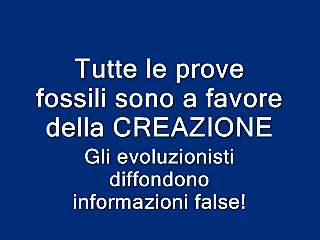 Tutte le prove
fossili sono a favore
della CREAZIONE
Gli evoluzionisti
diffondono
informazioni false!